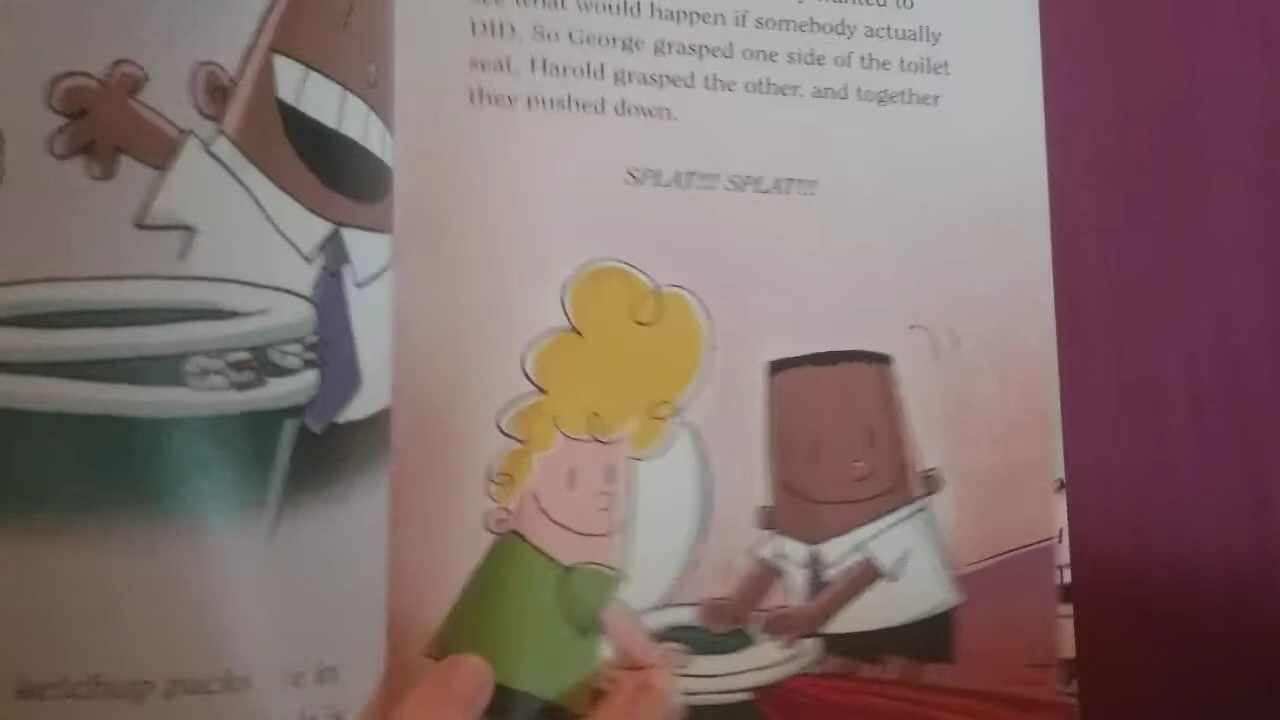 ketchup packs
see what would happen if somebody actually
DID. So George grasped one side of the toilet
seat, Harold grasped the other, and together
they pushed down.
SPLAT!!! SPLAT!!!